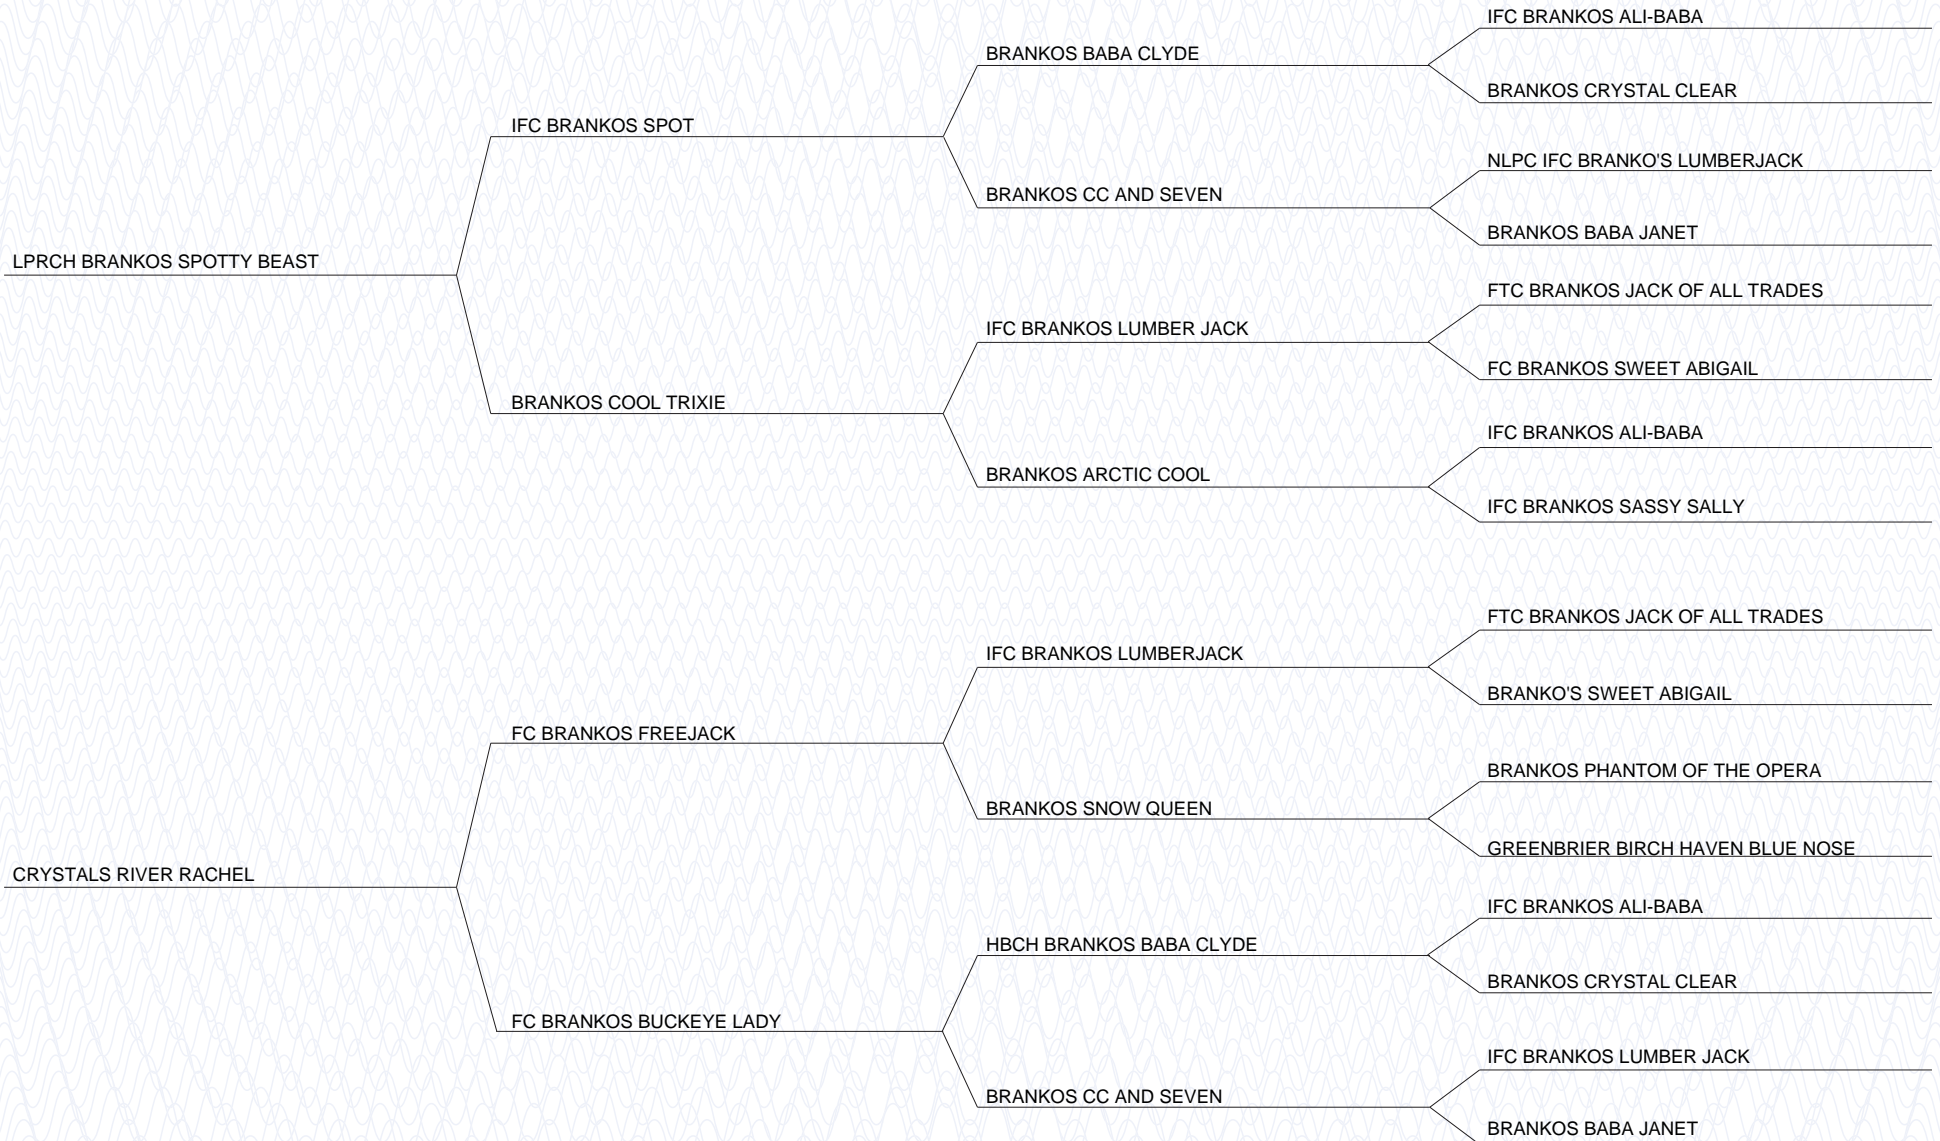 IFC BRANKOS ALI-BABA
BRANKOS BABA CLYDE
BRANKOS CRYSTAL CLEAR
IFC BRANKOS SPOT
NLPC IFC BRANKO'S LUMBERJACK
BRANKOS CC AND SEVEN
BRANKOS BABA JANET
LPRCH BRANKOS SPOTTY BEAST
FTC BRANKOS JACK OF ALL TRADES
IFC BRANKOS LUMBER JACK
FC BRANKOS SWEET ABIGAIL
BRANKOS COOL TRIXIE
IFC BRANKOS ALI-BABA
BRANKOS ARCTIC COOL
IFC BRANKOS SASSY SALLY
FTC BRANKOS JACK OF ALL TRADES
IFC BRANKOS LUMBERJACK
BRANKO'S SWEET ABIGAIL
FC BRANKOS FREEJACK
BRANKOS PHANTOM OF THE OPERA
BRANKOS SNOW QUEEN
GREENBRIER BIRCH HAVEN BLUE NOSE
CRYSTALS RIVER RACHEL
IFC BRANKOS ALI-BABA
HBCH BRANKOS BABA CLYDE
BRANKOS CRYSTAL CLEAR
FC BRANKOS BUCKEYE LADY
IFC BRANKOS LUMBER JACK
BRANKOS CC AND SEVEN
BRANKOS BABA JANET